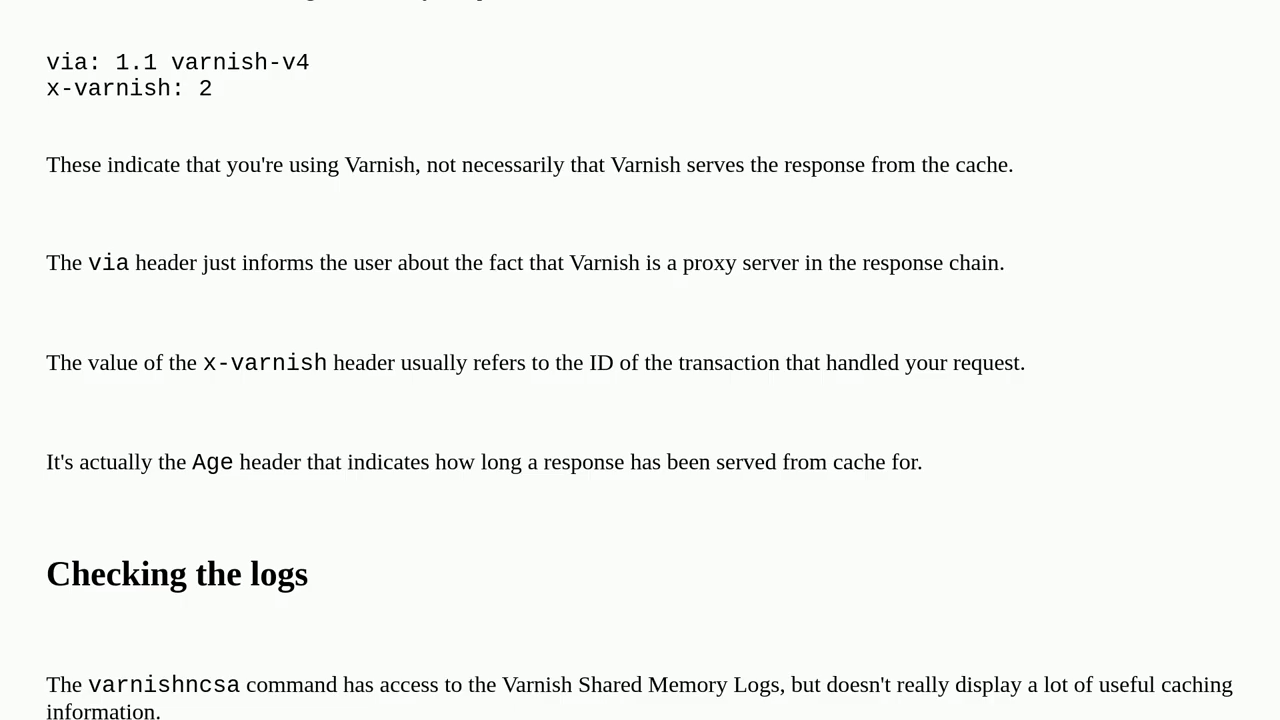 via: 1.1 varnish-v4
x-varnish: 2
These indicate that you're using Varnish, not necessarily that Varnish serves the response from the cache.
The via header just informs the user about the fact that Varnish is a proxy server in the response chain.
The value of the x-varnish header usually refers to the ID of the transaction that handled your request.
It's actually the Age header that indicates how long a response has been served from cache for.
Checking the logs
The varnishncsa command has access to the Varnish Shared Memory Logs, but doesn't really display a lot of useful caching
information.